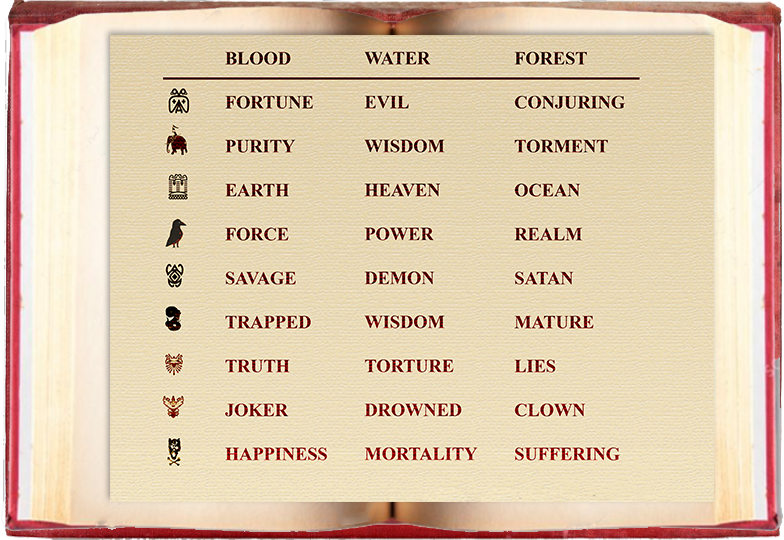 BLOOD WATER FOREST
FORTUNE EVIL CONJURING
PURITY WISDOM TORMENT
EARTH HEAVEN OCEAN
FORCE POWER REALM
SAVAGE DEMON SATAN
TRAPPED WISDOM MATURE
TRUTH TORTURE LIES
JOKER DROWNED CLOWN
HAPPINESS MORTALITY SUFFERING